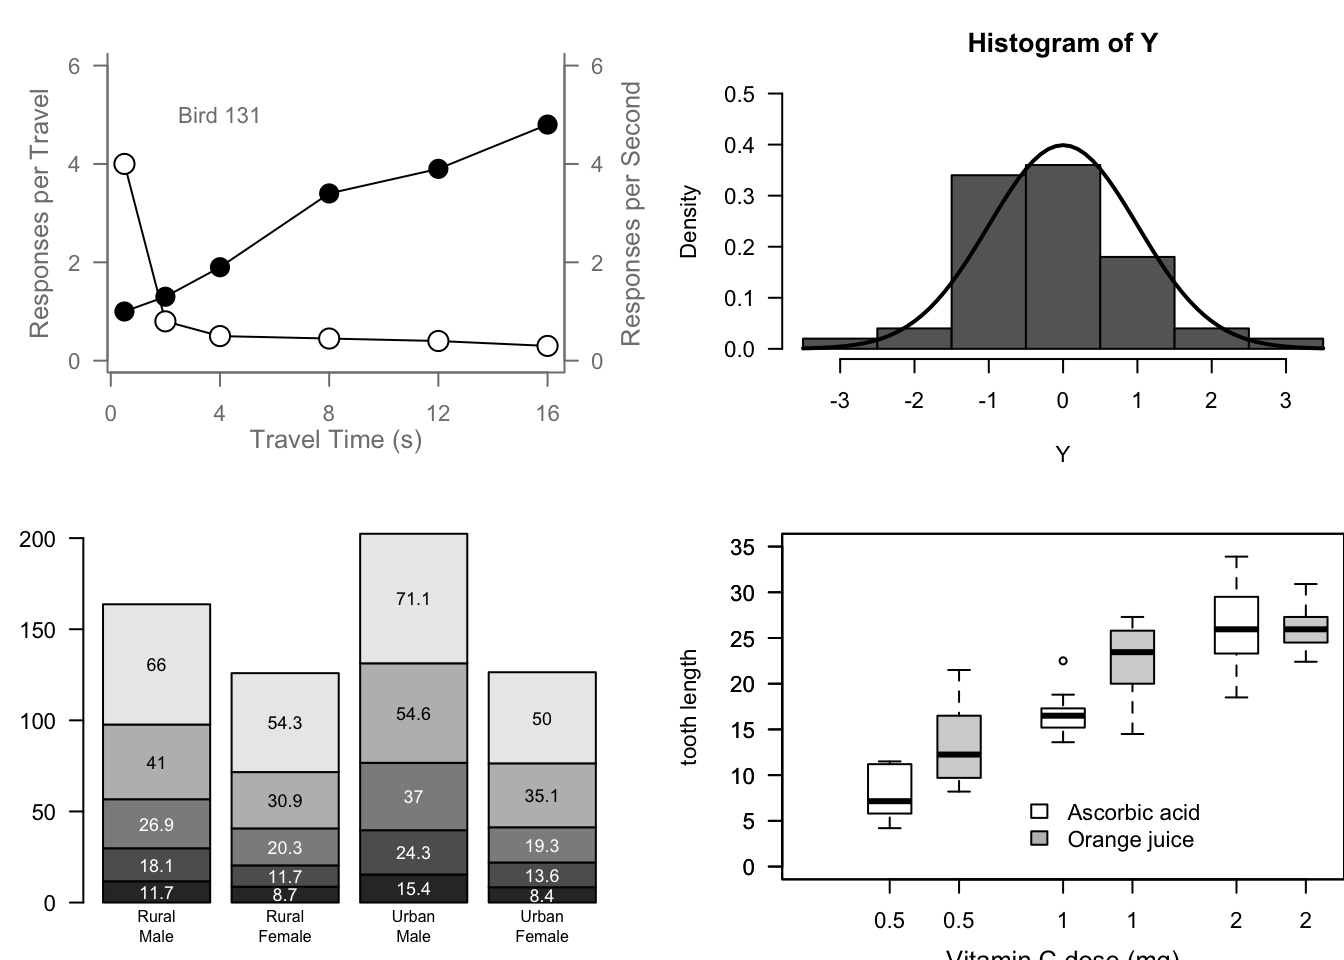 6
4
2
0
Responses per Travel
Bird 131
6
4
2
0
Responses per Second
0 4 8 12 16
Travel Time (s)
Histogram of Y
0.5
0.4
0.3
0.2
0.1
0.0
Density
-3 -2 -1 0 1 2 3
Y
200
150
100
50
0
66
41
26.9
18.1
11.7
54.3
30.9
20.3
11.7
8.7
71.1
54.6
37
24.3
15.4
50
35.1
19.3
13.6
8.4
Rural
Male
Rural
Female
Urban
Male
Urban
Female
35
30
25
20
15
10
5
0
tooth length
Ascorbic acid
Orange juice
0.5 0.5 1 1 2 2
Vitamin C dose (mg)